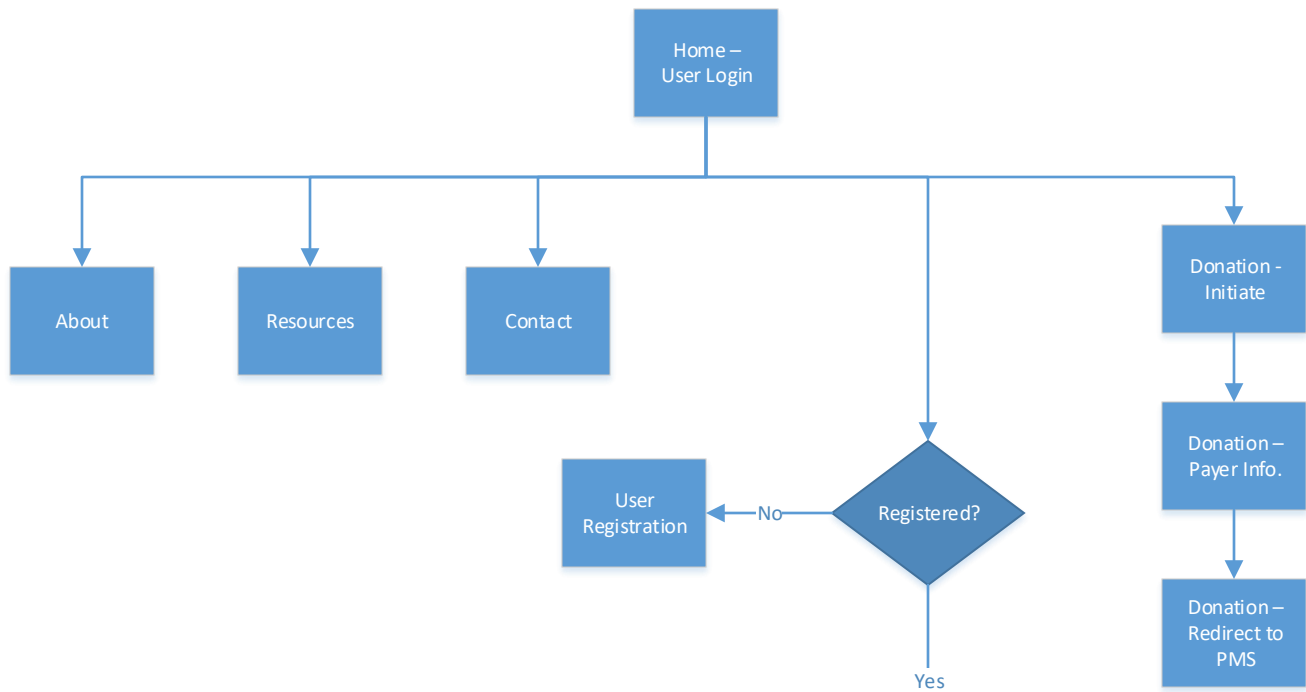 Home –
User Login
About
Resources
Contact
Donation -
Initiate
Donation –
Payer Info.
User
Registration
No
Registered?
Donation –
Redirect to
PMS
Yes